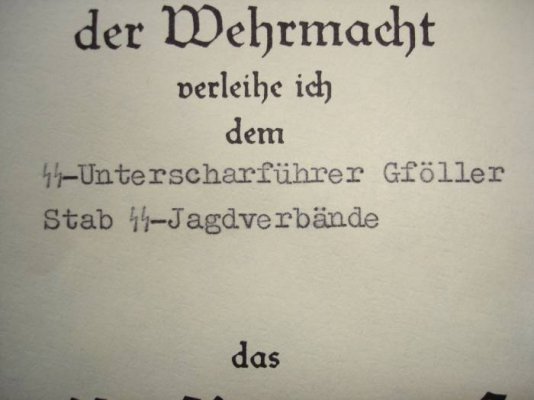 der Wehrmacht
verleihe ich
dem
ᛋᛋ-Unterscharführer Gföller
Stab ᛋᛋ-Jagdverbände
das